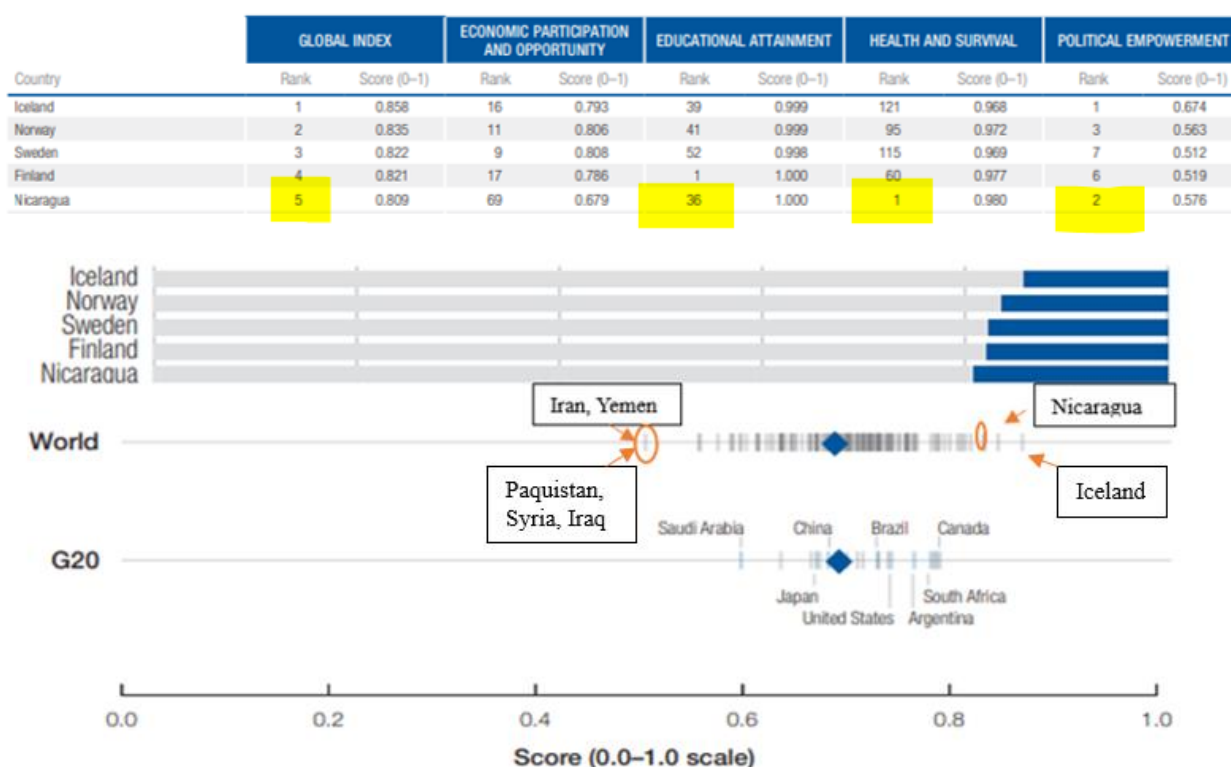 GLOBAL INDEX ECONOMIC PARTICIPATION AND OPPORTUNITY EDUCATIONAL ATTAINMENT HEALTH AND SURVIVAL POLITICAL EMPOWERMENT
Country Rank Score (0–1) Rank Score (0–1) Rank Score (0–1) Rank Score (0–1) Rank Score (0–1)
Iceland 1 0.858 16 0.793 39 0.999 121 0.968 1 0.674
Norway 2 0.835 11 0.806 41 0.999 95 0.972 3 0.563
Sweden 3 0.822 9 0.808 52 0.998 115 0.969 7 0.512
Finland 4 0.821 17 0.786 1 1.000 60 0.977 6 0.519
Nicaragua 5 0.809 69 0.679 36 1.000 1 0.980 2 0.576
Iceland
Norway
Sweden
Finland
Nicaragua
Iran, Yemen
Nicaragua
World
Paquistan,
Syria, Iraq
Iceland
Saudi Arabia China Brazil Canada
G20
Japan South Africa
United States Argentina
0.0 0.2 0.4 0.6 0.8 1.0
Score (0.0–1.0 scale)